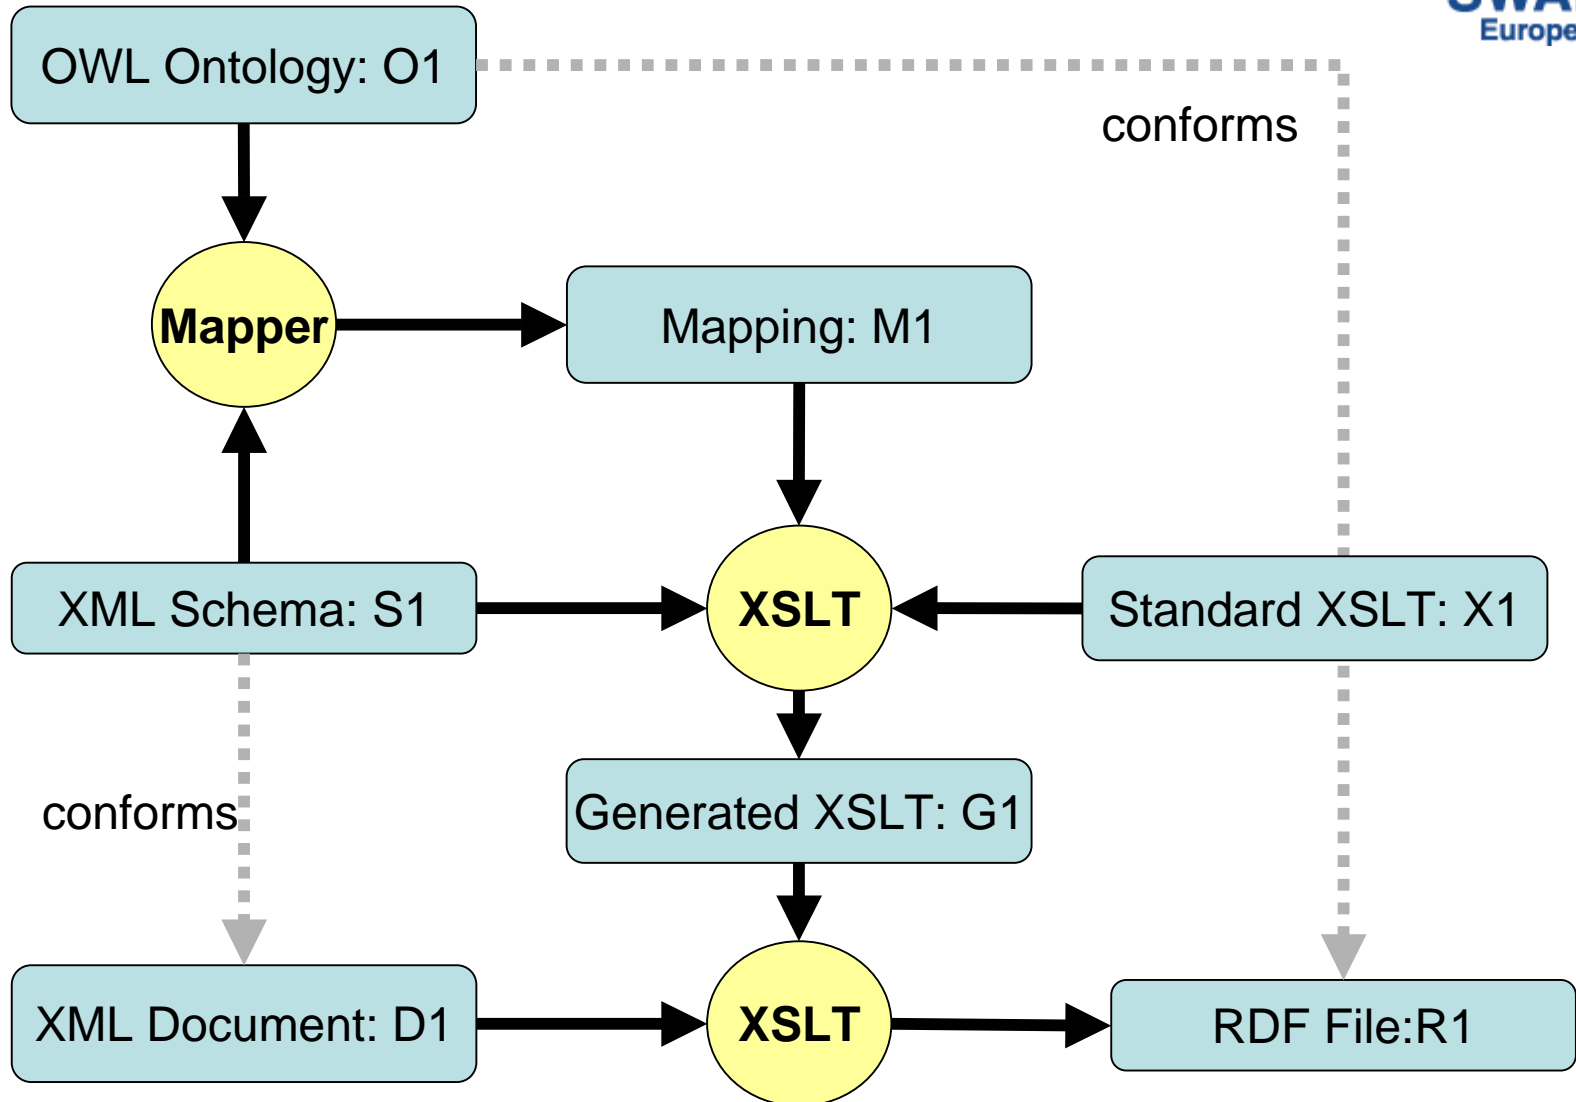 Europe
OWL Ontology: O1
conforms
Mapper
Mapping: M1
XML Schema: S1
XSLT
Standard XSLT: X1
conforms
Generated XSLT: G1
XML Document: D1
XSLT
RDF File:R1